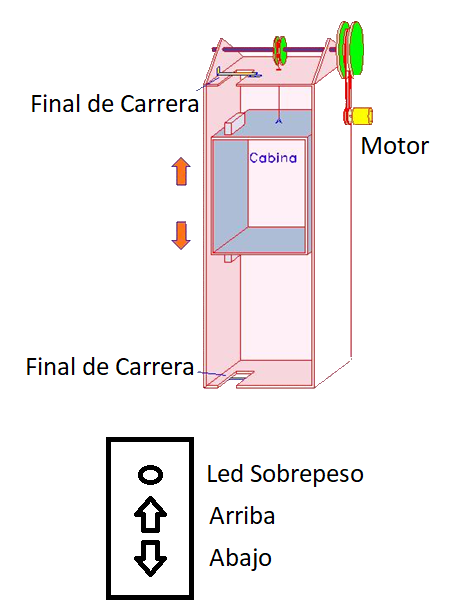 Final de Carrera
Motor
Cabina
Final de Carrera
Led Sobrepeso
Arriba
Abajo